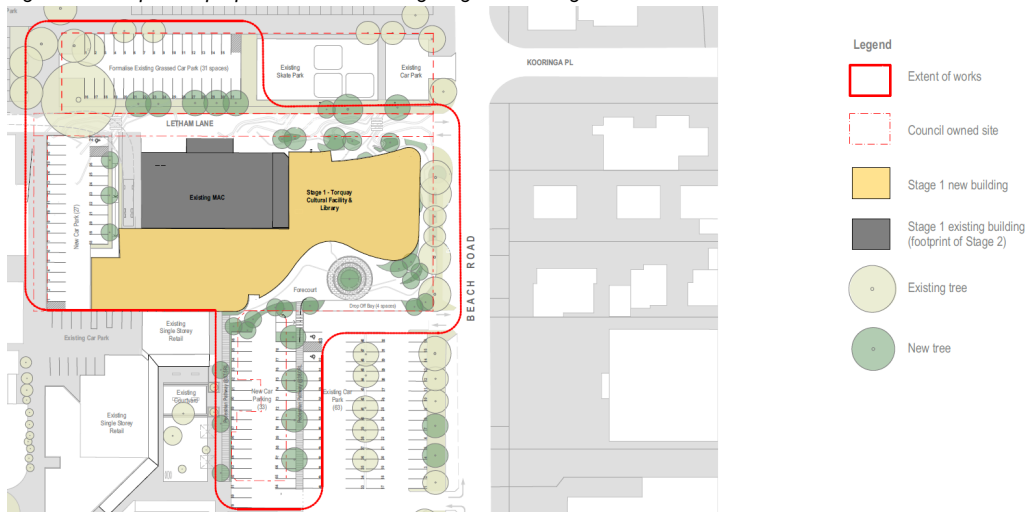 Park
Formalise Existing Grassed Car Park (31 spaces)
Existing
Skate Park
Existing
Car Park
KOORINGA PL
LETHAM LANE
Existing MAC
Stage 1 - Torquay
Cultural Facility &
Library
New Car Park (27)
BEACH ROAD
Forecourt
Drop Off Bay (4 spaces)
Existing Car Park
Existing
Single Storey
Retail
Existing
Courtyard
Existing
Single Storey
Retail
New Car
Parking
(33)
Existing Car
Park
(63)
Legend
Extent of works
Council owned site
Stage 1 new building
Stage 1 existing building
(footprint of Stage 2)
Existing tree
New tree